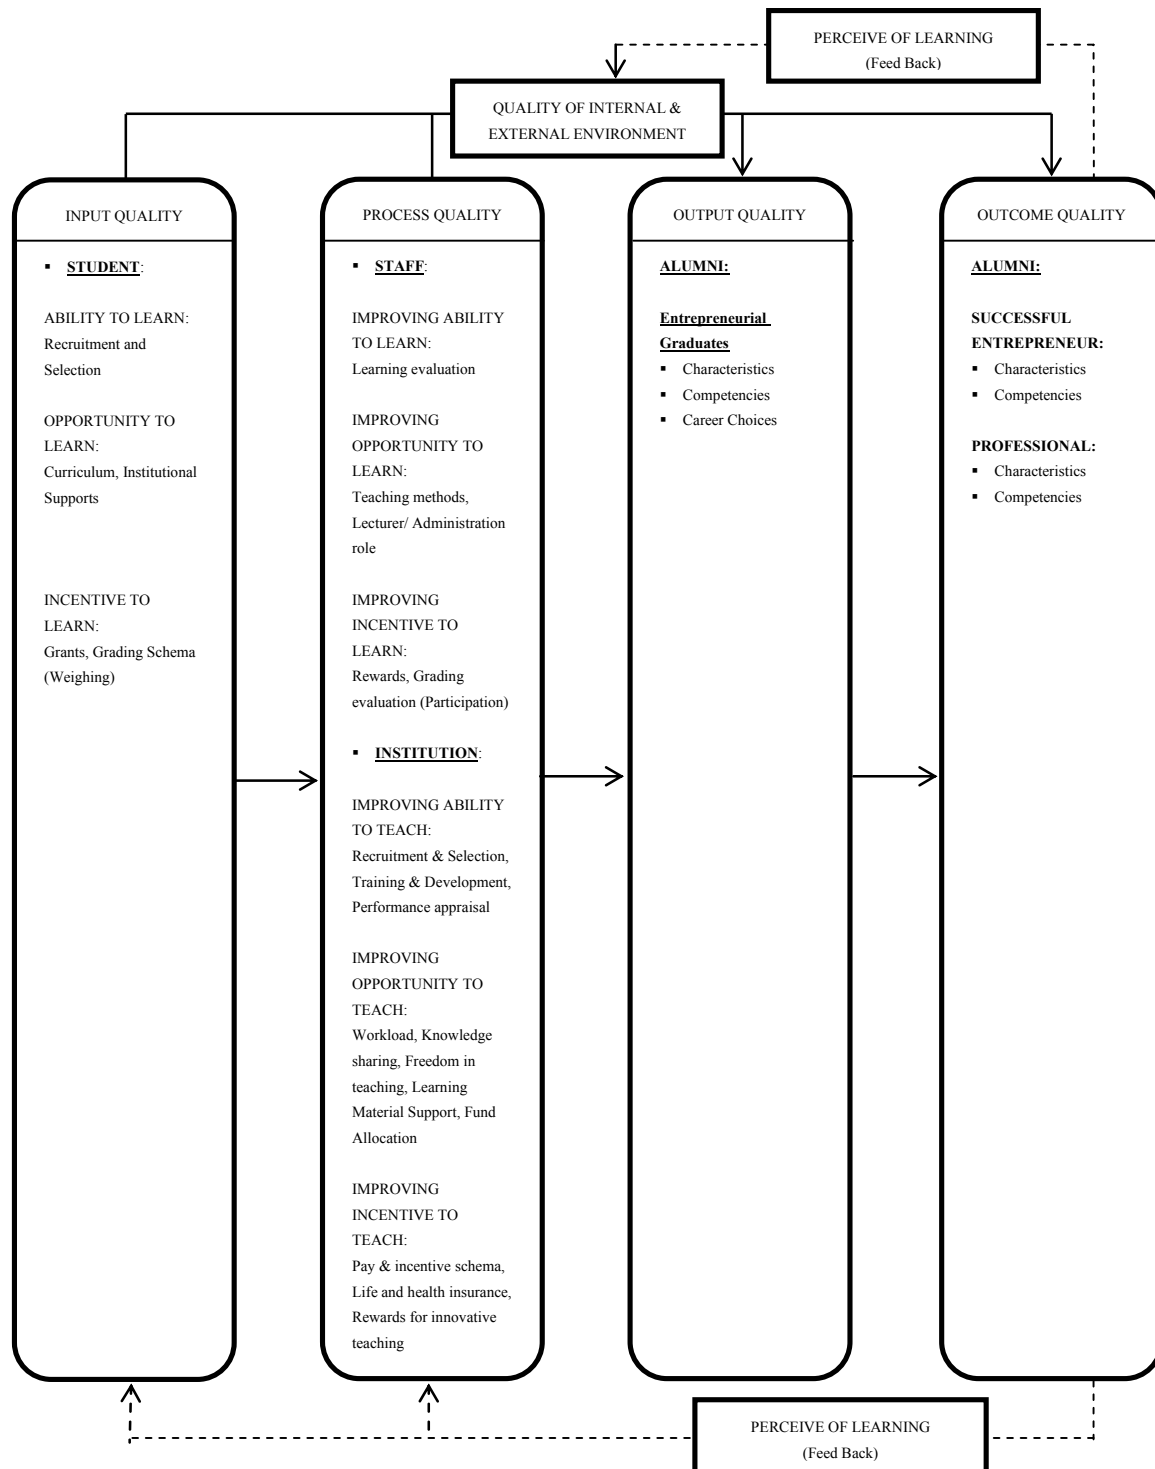 PERCEIVE OF LEARNING
(Feed Back)
QUALITY OF INTERNAL &
EXTERNAL ENVIRONMENT
INPUT QUALITY
▪ STUDENT:
ABILITY TO LEARN:
Recruitment and
Selection
OPPORTUNITY TO
LEARN:
Curriculum, Institutional
Supports
INCENTIVE TO
LEARN:
Grants, Grading Schema
(Weighing)
PROCESS QUALITY
▪ STAFF:
IMPROVING ABILITY
TO LEARN:
Learning evaluation
IMPROVING
OPPORTUNITY TO
LEARN:
Teaching methods,
Lecturer/ Administration
role
IMPROVING
INCENTIVE TO
LEARN:
Rewards, Grading
evaluation (Participation)
▪ INSTITUTION:
IMPROVING ABILITY
TO TEACH:
Recruitment & Selection,
Training & Development,
Performance appraisal
IMPROVING
OPPORTUNITY TO
TEACH:
Workload, Knowledge
sharing, Freedom in
teaching, Learning
Material Support, Fund
Allocation
IMPROVING
INCENTIVE TO
TEACH:
Pay & incentive schema,
Life and health insurance,
Rewards for innovative
teaching
OUTPUT QUALITY
ALUMNI:
Entrepreneurial
Graduates
▪ Characteristics
▪ Competencies
▪ Career Choices
OUTCOME QUALITY
ALUMNI:
SUCCESSFUL
ENTREPRENEUR:
▪ Characteristics
▪ Competencies
PROFESSIONAL:
▪ Characteristics
▪ Competencies
PERCEIVE OF LEARNING
(Feed Back)